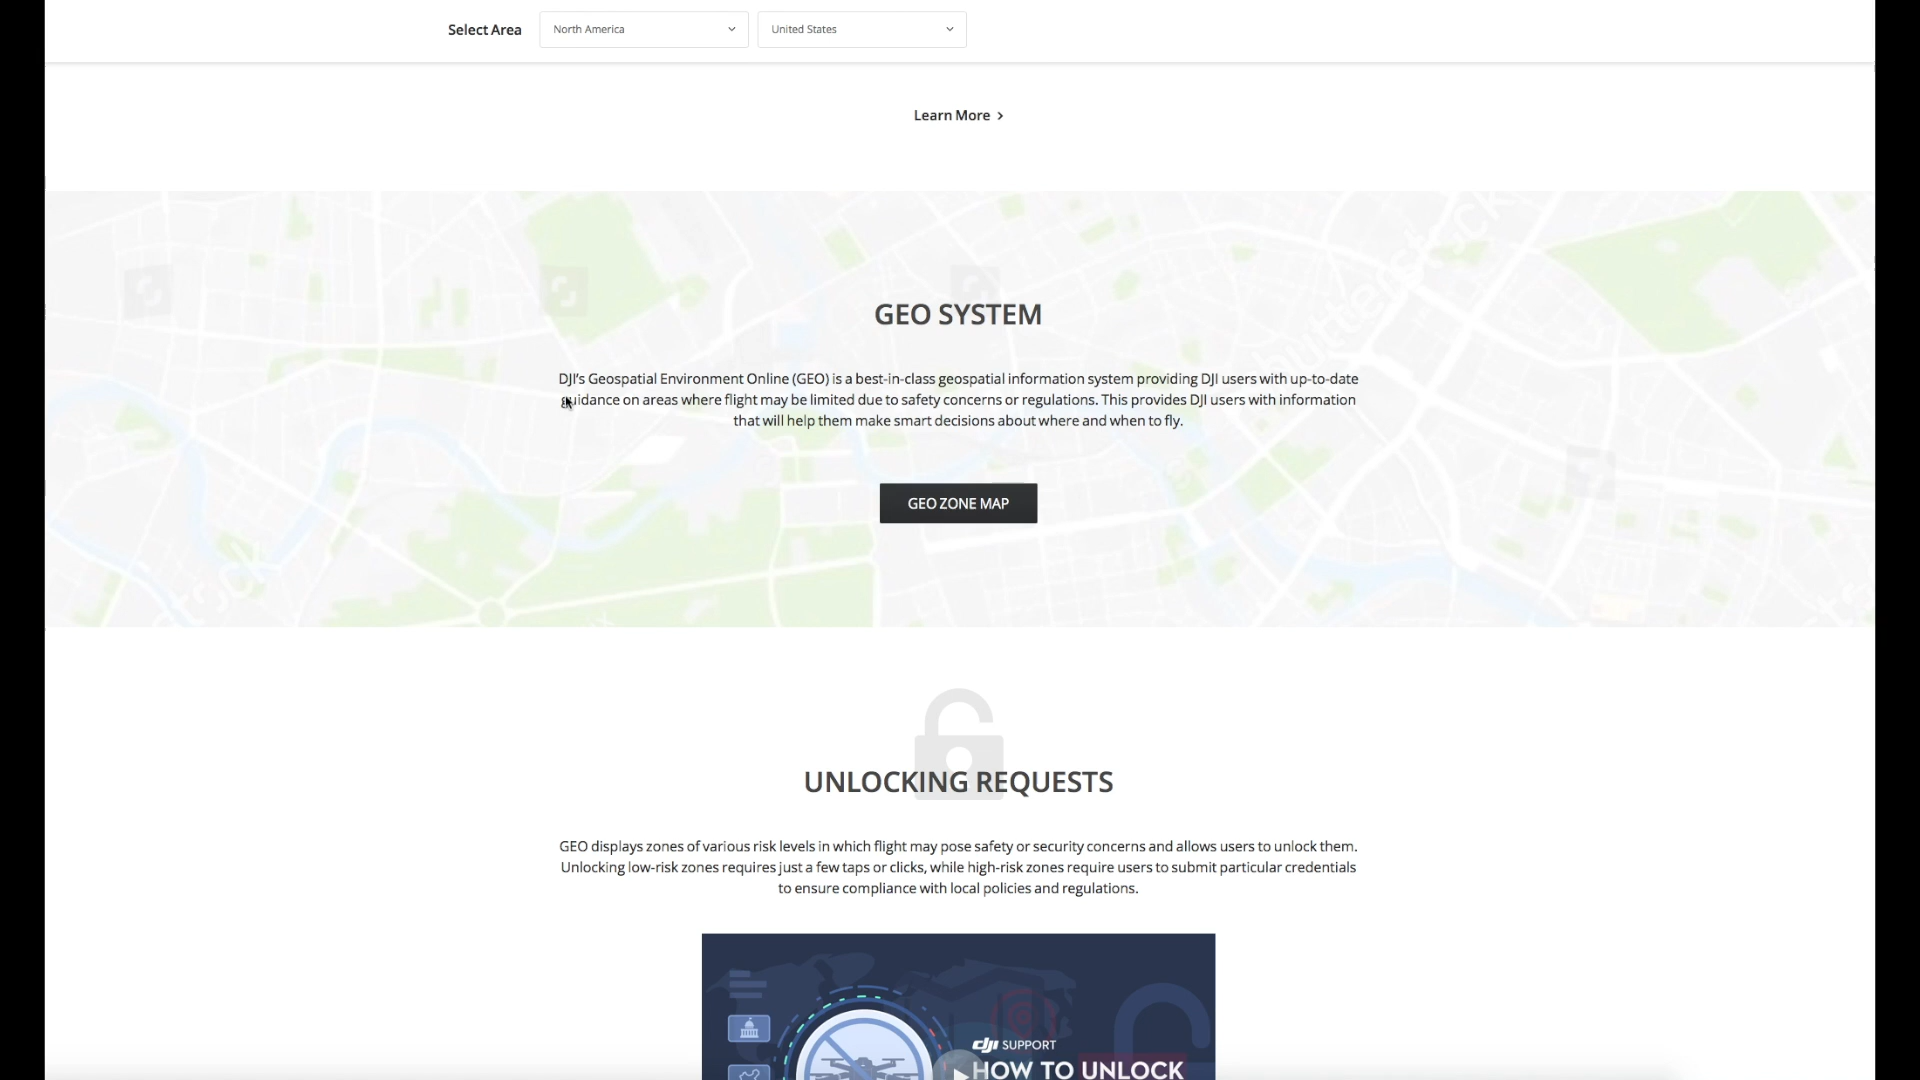 Select Area North America United States
Learn More >
GEO SYSTEM
DJI's Geospatial Environment Online (GEO) is a best-in-class geospatial information system providing DJI users with up-to-date
guidance on areas where flight may be limited due to safety concerns or regulations. This provides DJI users with information
that will help them make smart decisions about where and when to fly.
GEO ZONE MAP
UNLOCKING REQUESTS
GEO displays zones of various risk levels in which flight may pose safety or security concerns and allows users to unlock them.
Unlocking low-risk zones requires just a few taps or clicks, while high-risk zones require users to submit particular credentials
to ensure compliance with local policies and regulations.
dji SUPPORT
HOW TO UNLOCK